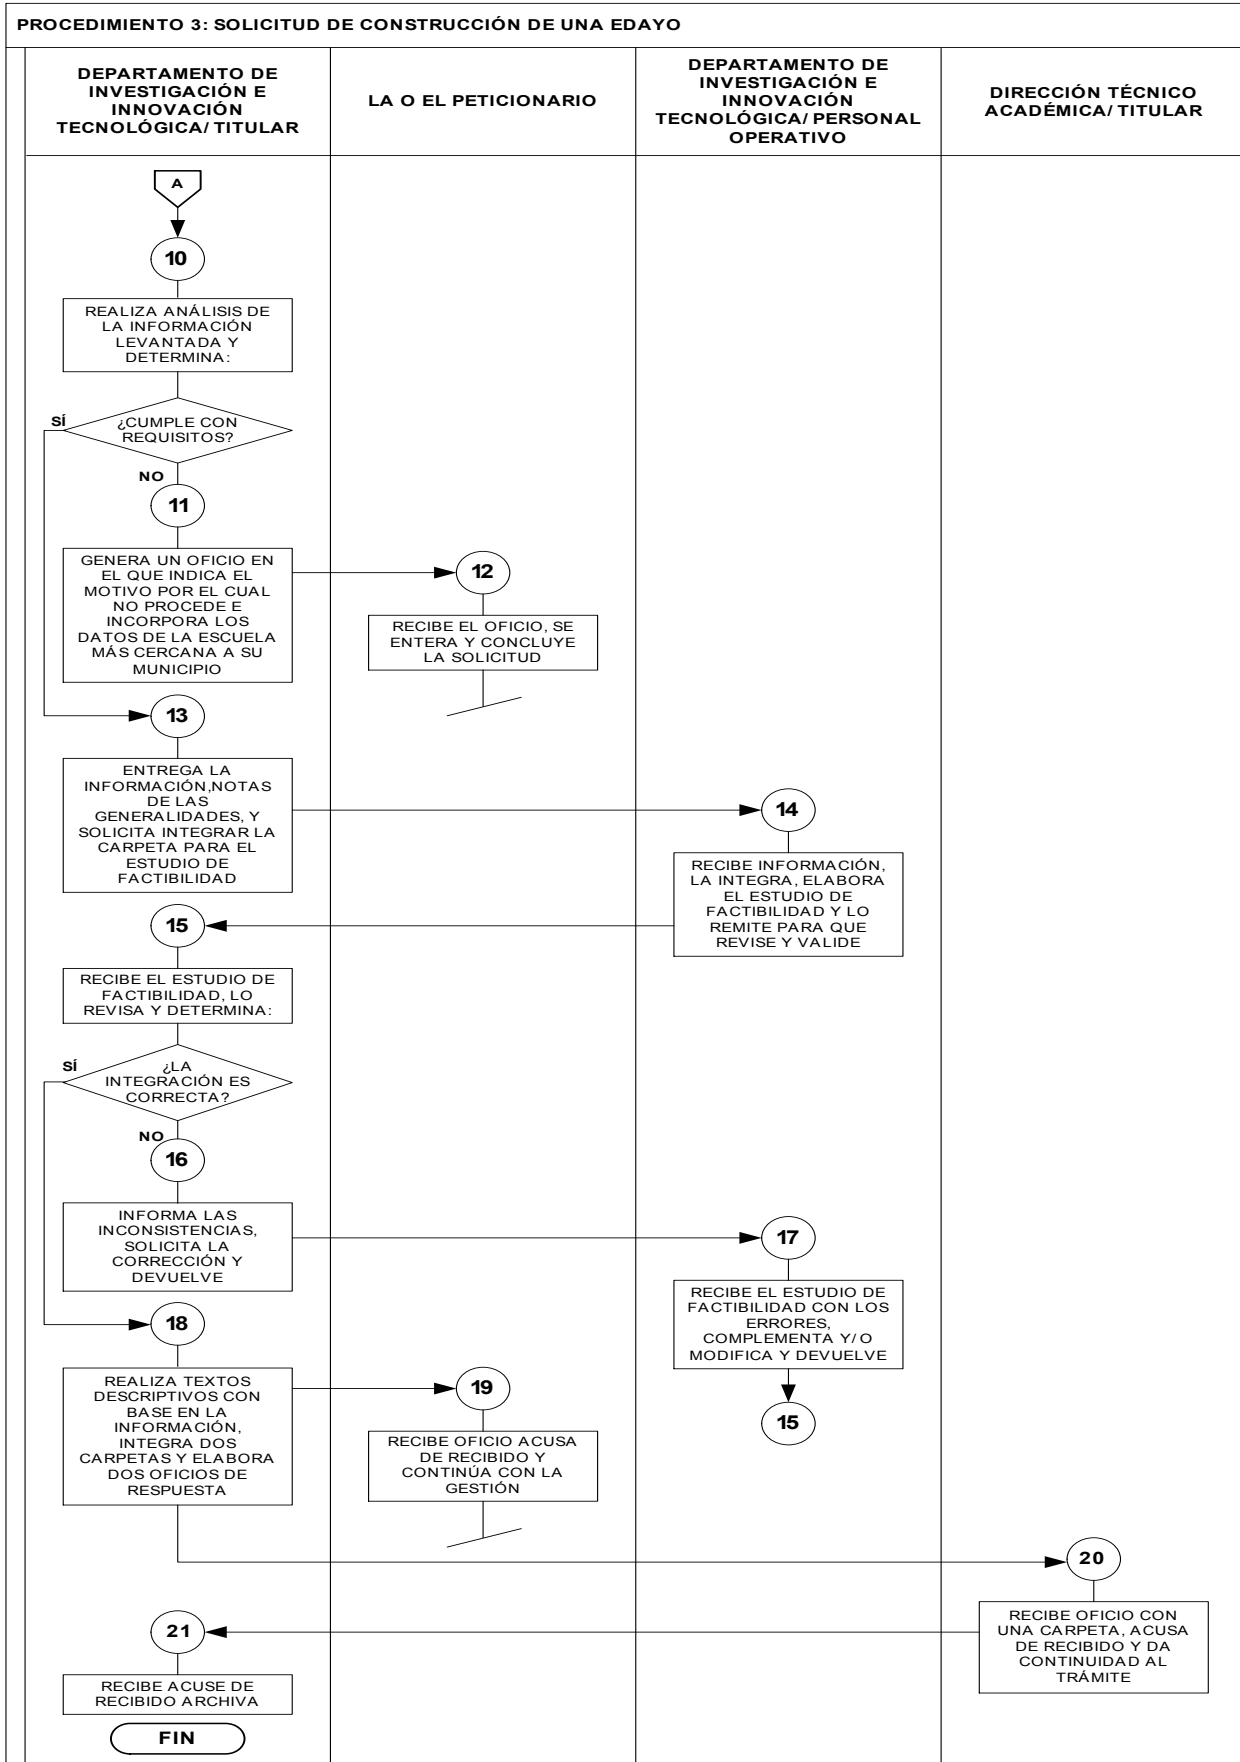 PROCEDIMIENTO 3: SOLICITUD DE CONSTRUCCIÓN DE UNA EDAYO
DEPARTAMENTO DE
INVESTIGACIÓN E
INNOVACIÓN
TECNOLÓGICA/ TITULAR
LA O EL PETICIONARIO
DEPARTAMENTO DE
INVESTIGACIÓN E
INNOVACIÓN
TECNOLÓGICA/ PERSONAL
OPERATIVO
DIRECCIÓN TÉCNICO
ACADÉMICA/ TITULAR
A
10
REALIZA ANÁLISIS DE
LA INFORMACIÓN
LEVANTADA Y
DETERMINA:
SÍ
¿CUMPLE CON
REQUISITOS?
NO
11
GENERA UN OFICIO EN
EL QUE INDICA EL
MOTIVO POR EL CUAL
NO PROCEDE E
INCORPORA LOS
DATOS DE LA ESCUELA
MÁS CERCANA A SU
MUNICIPIO
12
RECIBE EL OFICIO, SE
ENTERA Y CONCLUYE
LA SOLICITUD
13
ENTREGA LA
INFORMACIÓN,NOTAS
DE LAS
GENERALIDADES, Y
SOLICITA INTEGRAR LA
CARPETA PARA EL
ESTUDIO DE
FACTIBILIDAD
14
RECIBE INFORMACIÓN,
LA INTEGRA, ELABORA
EL ESTUDIO DE
FACTIBILIDAD Y LO
REMITE PARA QUE
REVISE Y VALIDE
15
RECIBE EL ESTUDIO DE
FACTIBILIDAD, LO
REVISA Y DETERMINA:
SÍ
¿LA
INTEGRACIÓN ES
CORRECTA?
NO
16
INFORMA LAS
INCONSISTENCIAS,
SOLICITA LA
CORRECCIÓN Y
DEVUELVE
17
RECIBE EL ESTUDIO DE
FACTIBILIDAD CON LOS
ERRORES,
COMPLEMENTA Y/O
MODIFICA Y DEVUELVE
15
18
REALIZA TEXTOS
DESCRIPTIVOS CON
BASE EN LA
INFORMACIÓN,
INTEGRA DOS
CARPETAS Y ELABORA
DOS OFICIOS DE
RESPUESTA
19
RECIBE OFICIO ACUSA
DE RECIBIDO Y
CONTINÚA CON LA
GESTIÓN
20
RECIBE OFICIO CON
UNA CARPETA, ACUSA
DE RECIBIDO Y DA
CONTINUIDAD AL
TRÁMITE
21
RECIBE ACUSE DE
RECIBIDO ARCHIVA
FIN